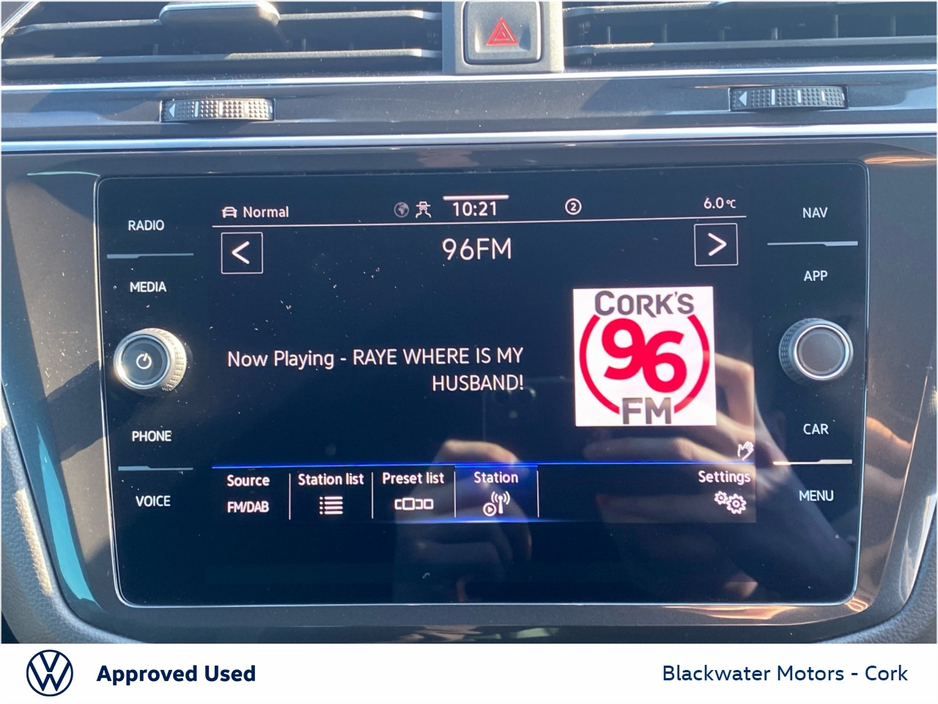 Normal
10:21
2
6.0 °C
RADIO
MEDIA
PHONE
VOICE
<
96FM
>
Now Playing - RAYE WHERE IS MY
HUSBAND!
CORK'S
96
FM
NAV
APP
CAR
MENU
Source
FM/DAB
Station list
Preset list
Station
Settings
VW
Approved Used
Blackwater Motors - Cork